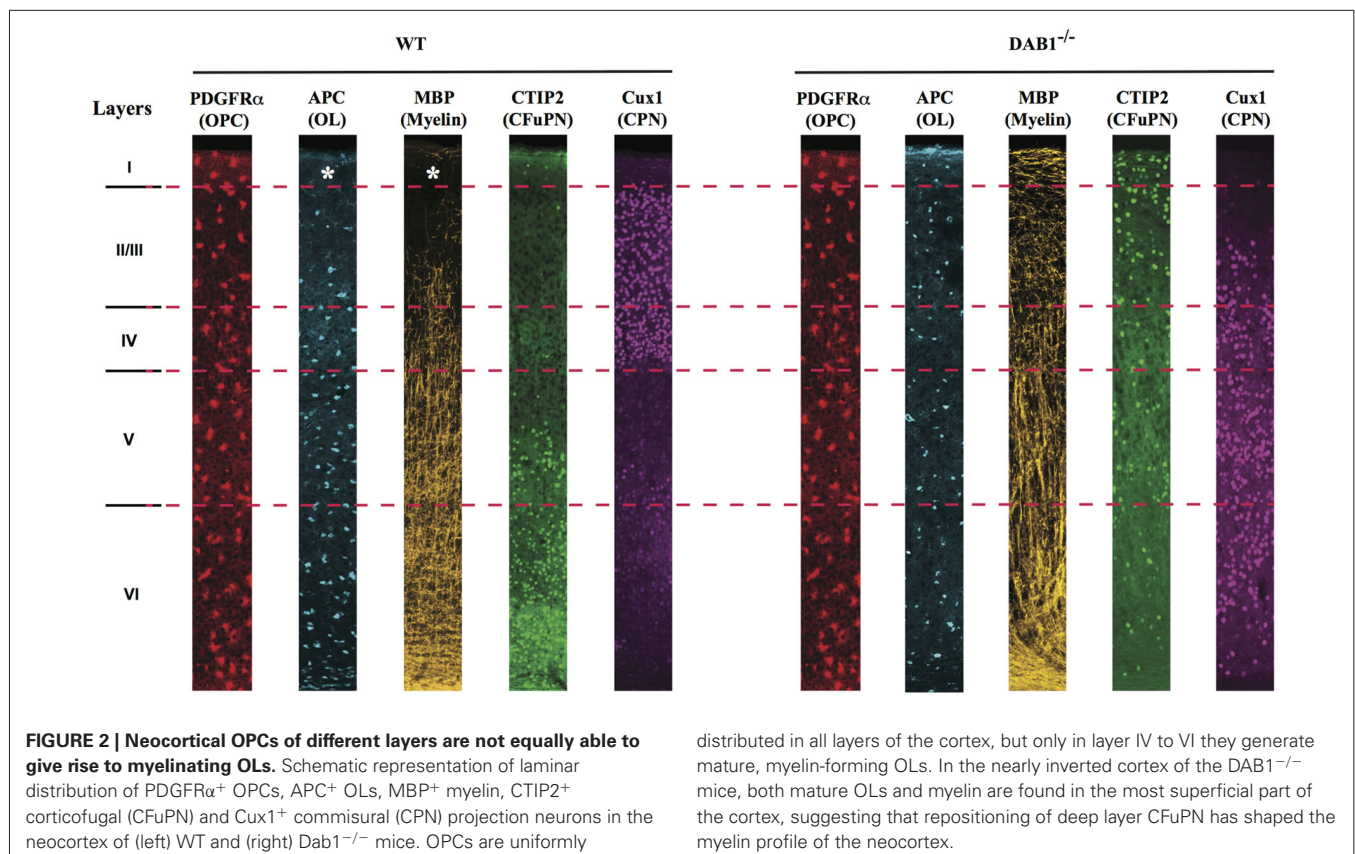 WT
DAB1⁻/⁻
Layers
PDGFRα
(OPC)
APC
(OL)
MBP
(Myelin)
CTIP2
(CFuPN)
Cux1
(CPN)
PDGFRα
(OPC)
APC
(OL)
MBP
(Myelin)
CTIP2
(CFuPN)
Cux1
(CPN)
I
*
*
II/III
IV
V
VI
FIGURE 2 | Neocortical OPCs of different layers are not equally able to
give rise to myelinating OLs. Schematic representation of laminar
distribution of PDGFRα⁺ OPCs, APC⁺ OLs, MBP⁺ myelin, CTIP2⁺
corticofugal (CFuPN) and Cux1⁺ commisural (CPN) projection neurons in the
neocortex of (left) WT and (right) Dab1⁻/⁻ mice. OPCs are uniformly
distributed in all layers of the cortex, but only in layer IV to VI they generate
mature, myelin-forming OLs. In the nearly inverted cortex of the DAB1⁻/⁻
mice, both mature OLs and myelin are found in the most superficial part of
the cortex, suggesting that repositioning of deep layer CFuPN has shaped the
myelin profile of the neocortex.